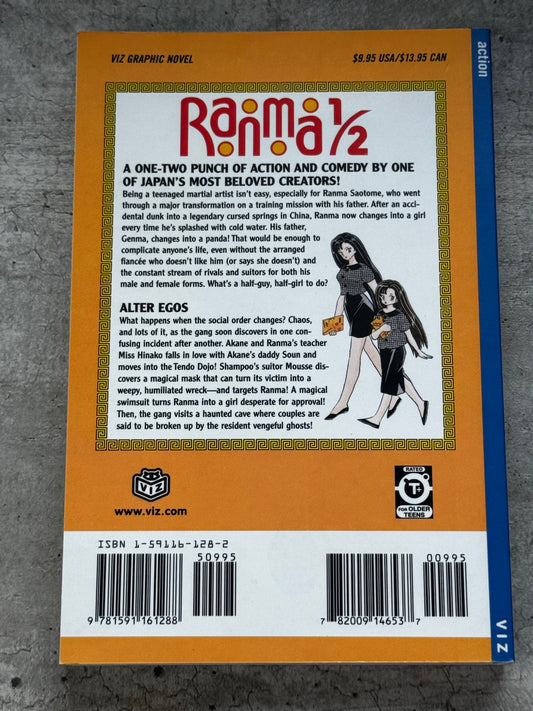 VIZ GRAPHIC NOVEL
$9.95 USA/$13.95 CAN
action
Ranma 1/2
A ONE-TWO PUNCH OF ACTION AND COMEDY BY ONE
OF JAPAN'S MOST BELOVED CREATORS!
Being a teenaged martial artist isn't easy, especially for Ranma Saotome, who went
through a major transformation on a training mission with his father. After an acci-
dental dunk into a legendary cursed springs in China, Ranma now changes into a girl
every time he's splashed with cold water. His father,
Genma, changes into a panda! That would be enough to
complicate anyone's life, even without the arranged
fiancée who doesn't like him (or says she doesn't) and
the constant stream of rivals and suitors for both his
male and female forms. What's a half-guy, half-girl to do?
ALTER EGOS
What happens when the social order changes? Chaos,
and lots of it, as the gang soon discovers in one con-
fusing incident after another. Akane and Ranma's teacher
Miss Hinako falls in love with Akane's daddy Soun and
moves into the Tendo Dojo! Shampoo's suitor Mousse dis-
covers a magical mask that can turn its victim into a
weepy, humiliated wreck—and targets Ranma! A magical
swimsuit turns Ranma into a girl desperate for approval!
Then, the gang visits a haunted cave where couples are
said to be broken up by the resident vengeful ghosts!
VIZ
www.viz.com
RATED
T+
FOR OLDER
TEENS
ISBN 1-59116-128-2
50995
9 781591 161288
00995
7 82009 14653 7
VIZ